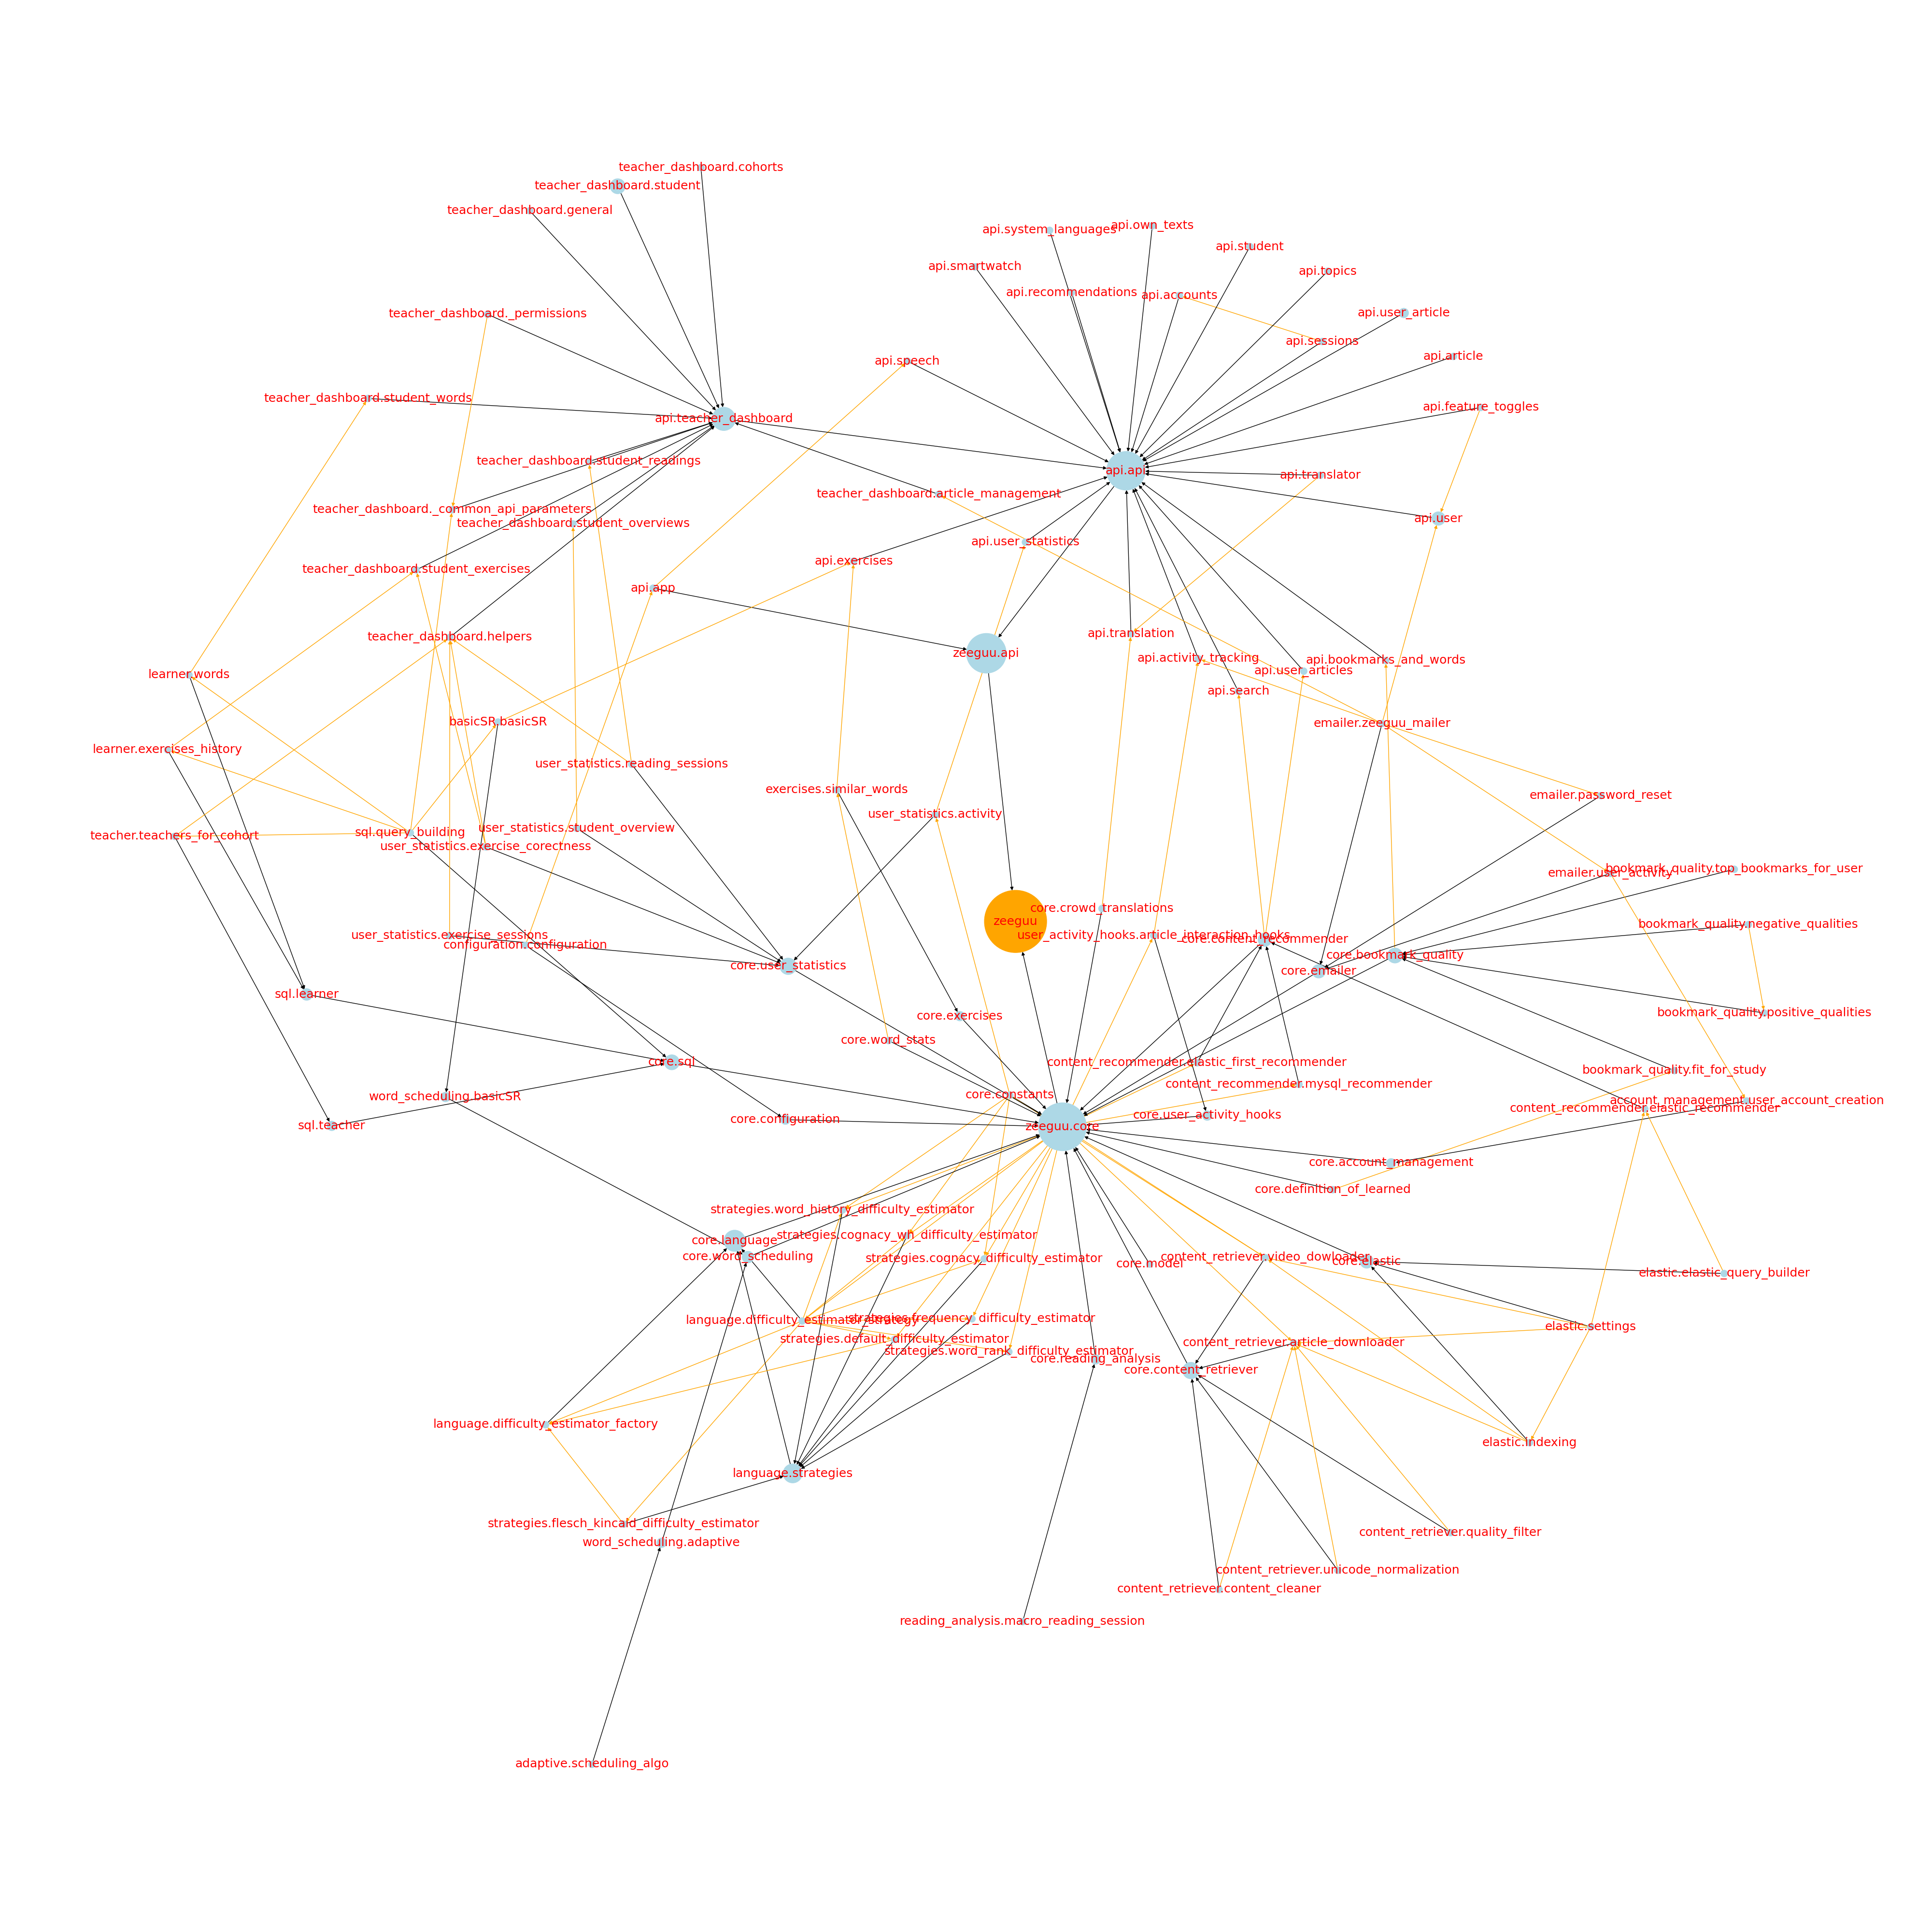 teacher_dashboard.cohorts
teacher_dashboard.student
teacher_dashboard.general
api.own_texts
api.system_languages
api.student
api.smartwatch
api.topics
api.recommendations
api.accounts
api.user_article
teacher_dashboard._permissions
api.sessions
api.article
api.speech
teacher_dashboard.student_words
api.feature_toggles
api.teacher_dashboard
teacher_dashboard.student_readings
api.api
api.translator
teacher_dashboard.article_management
teacher_dashboard._common_api_parameters
api.user
teacher_dashboard.student_overviews
api.user_statistics
api.exercises
teacher_dashboard.student_exercises
api.app
api.translation
teacher_dashboard.helpers
zeeguu.api
api.activity_tracking
api.bookmarks_and_words
api.user_articles
learner.words
api.search
basicSR.basicSR
emailer.zeeguu_mailer
learner.exercises_history
user_statistics.reading_sessions
exercises.similar_words
emailer.password_reset
user_statistics.activity
user_statistics.student_overview
sql.query_building
teacher.teachers_for_cohort
user_statistics.exercise_corectness
bookmark_quality.top_bookmarks_for_user
emailer.user_activity
core.crowd_translations
zeeguu
bookmark_quality.negative_qualities
user_statistics.exercise_sessions
user_activity_hooks.article_interaction_hooks
core.content_recommender
configuration.configuration
core.bookmark_quality
core.user_statistics
core.emailer
sql.learner
bookmark_quality.positive_qualities
core.exercises
core.word_stats
core.sql
content_recommender.elastic_first_recommender
bookmark_quality.fit_for_study
content_recommender.mysql_recommender
core.constants
word_scheduling.basicSR
account_management.user_account_creation
content_recommender.elastic_recommender
core.user_activity_hooks
core.configuration
sql.teacher
zeeguu.core
core.account_management
core.definition_of_learned
strategies.word_history_difficulty_estimator
strategies.cognacy_wh_difficulty_estimator
core.language
core.word_scheduling
strategies.cognacy_difficulty_estimator
content_retriever.video_dowloader
core.elastic
core.model
elastic.elastic_query_builder
language.difficulty_estimator_strategy
strategies.frequency_difficulty_estimator
elastic.settings
strategies.default_difficulty_estimator
content_retriever.article_downloader
strategies.word_rank_difficulty_estimator
core.reading_analysis
core.content_retriever
language.difficulty_estimator_factory
elastic.indexing
language.strategies
strategies.flesch_kincaid_difficulty_estimator
content_retriever.quality_filter
word_scheduling.adaptive
content_retriever.unicode_normalization
content_retriever.content_cleaner
reading_analysis.macro_reading_session
adaptive.scheduling_algo